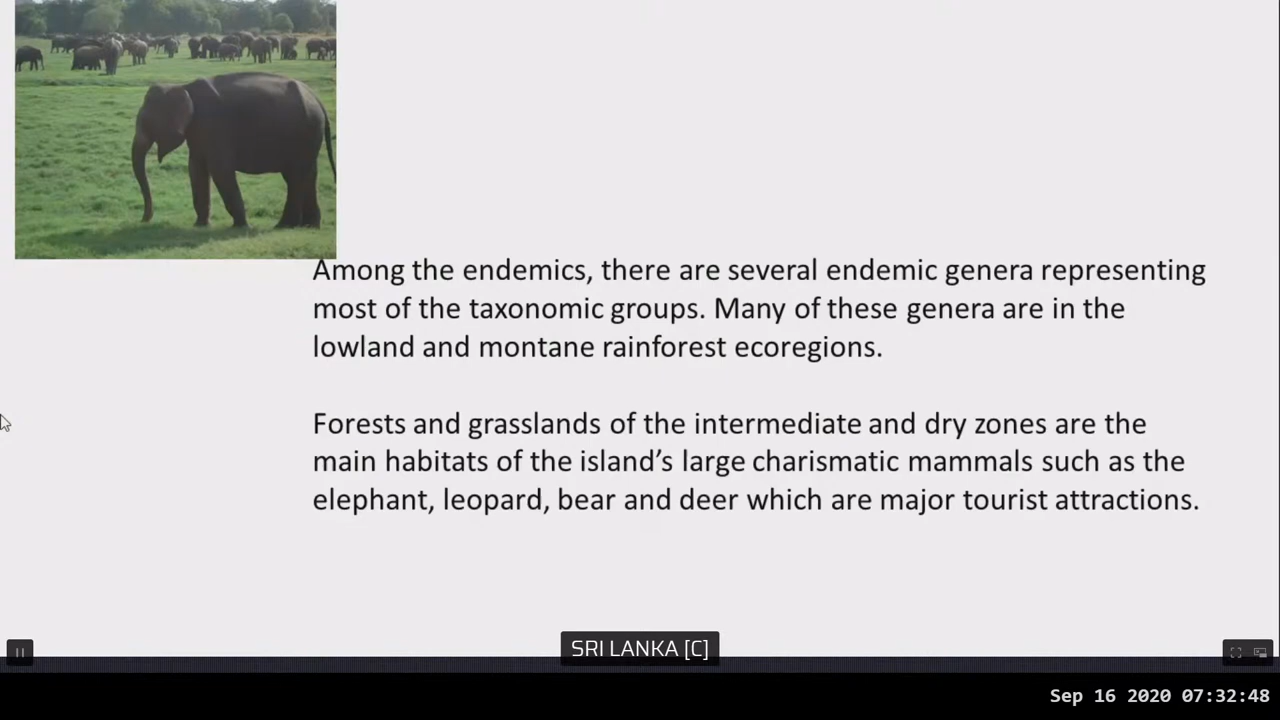 Among the endemics, there are several endemic genera representing
most of the taxonomic groups. Many of these genera are in the
lowland and montane rainforest ecoregions.
Forests and grasslands of the intermediate and dry zones are the
main habitats of the island’s large charismatic mammals such as the
elephant, leopard, bear and deer which are major tourist attractions.
SRI LANKA [C]
Sep 16 2020 07:32:48